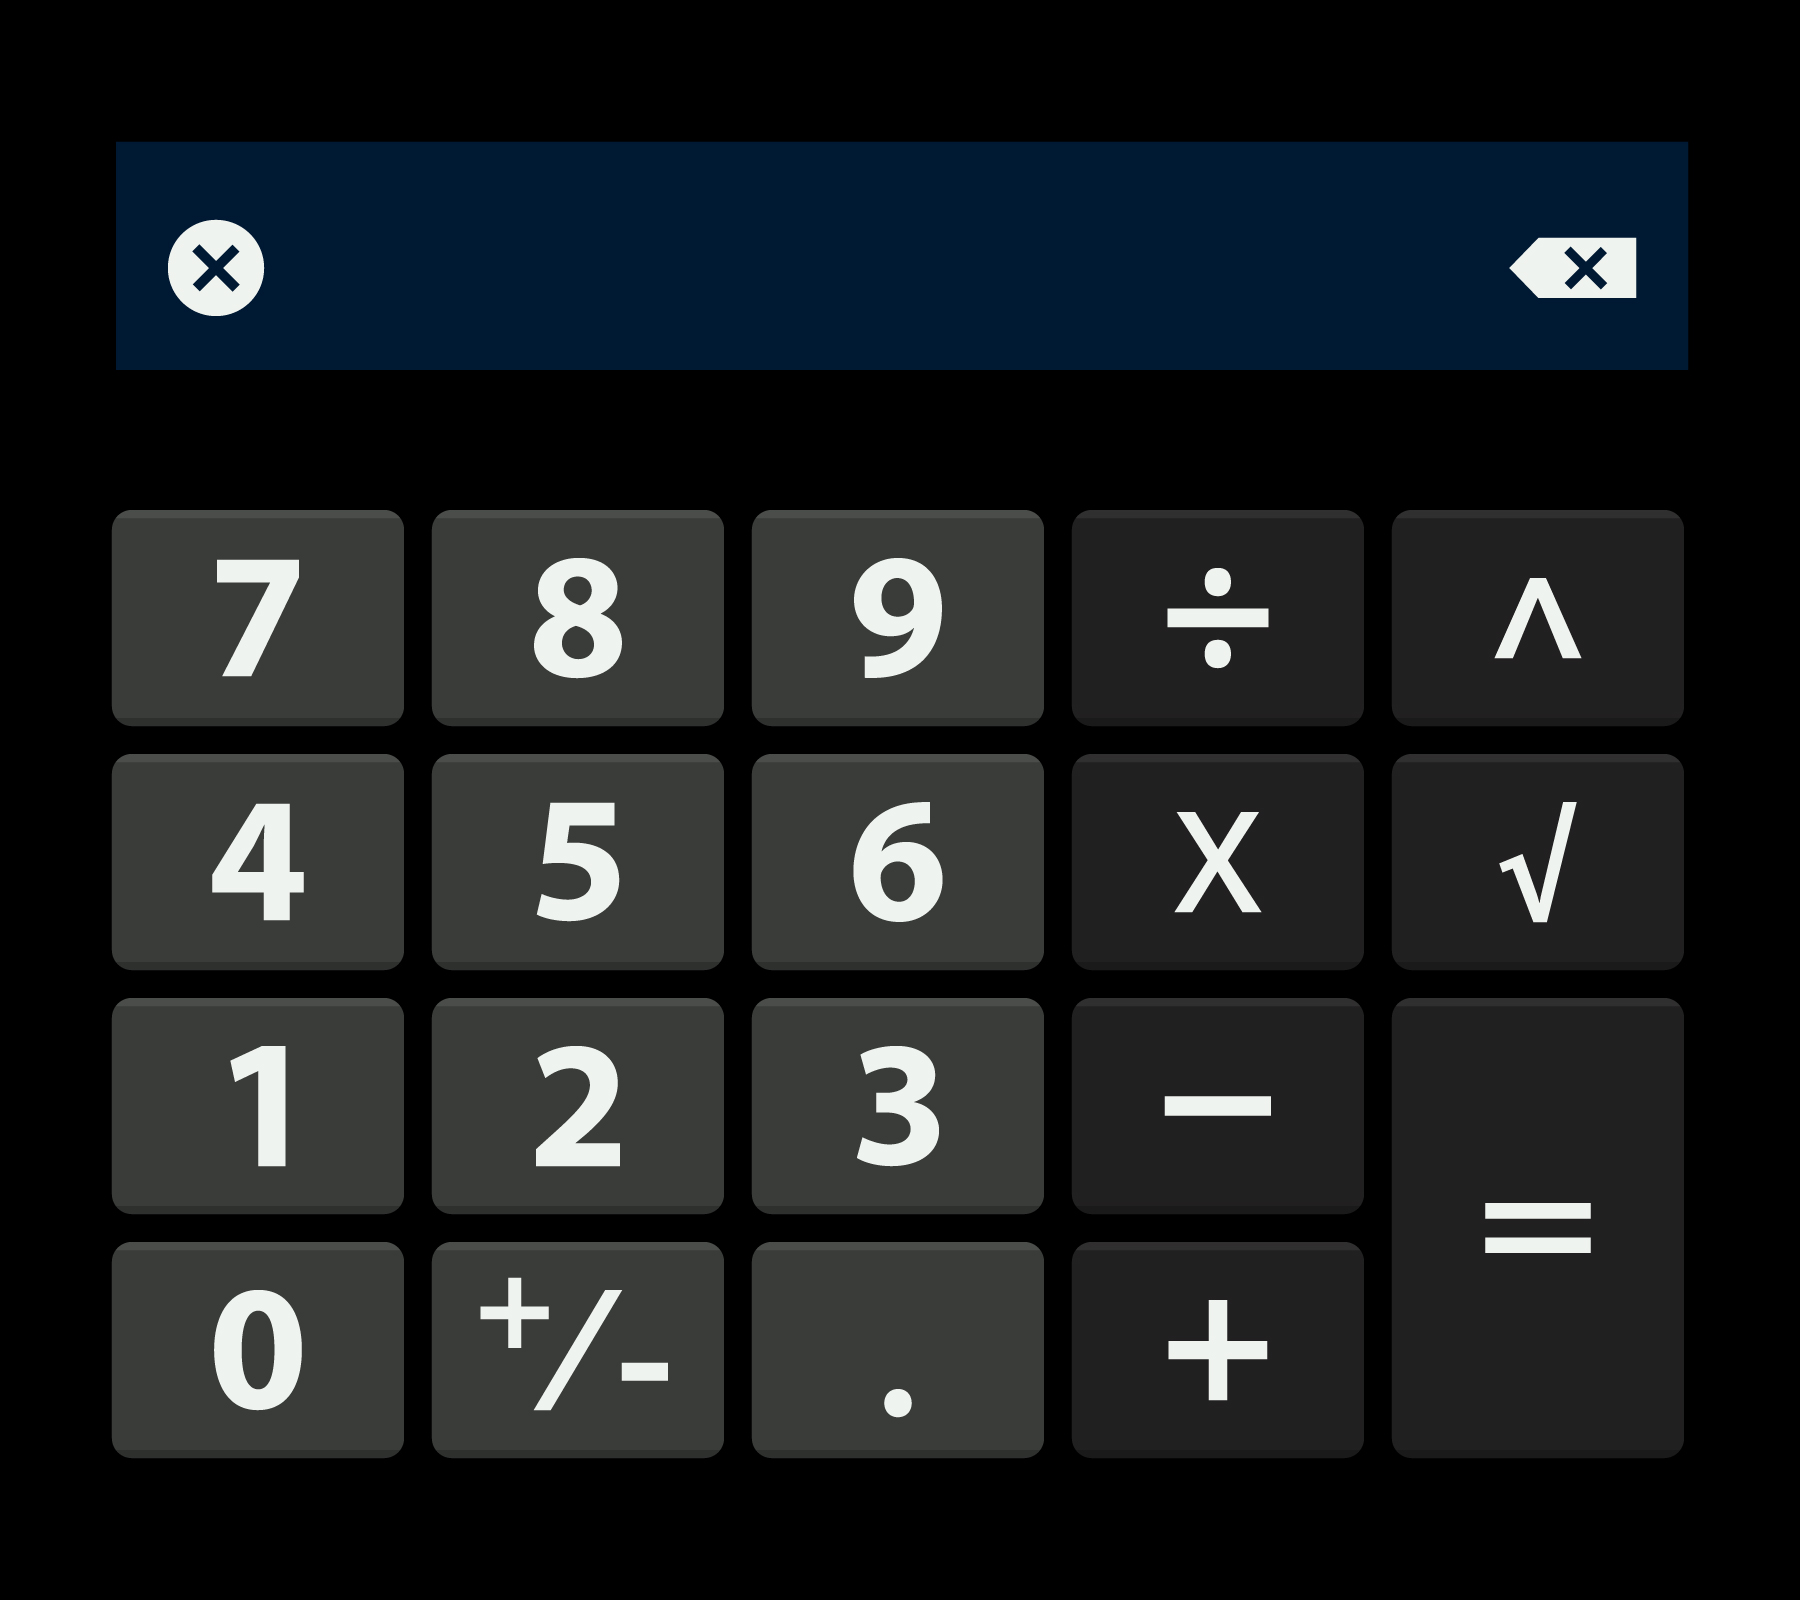 7 8 9 ÷ ^
4 5 6 X √
1 2 3 −
0 +/- . + =